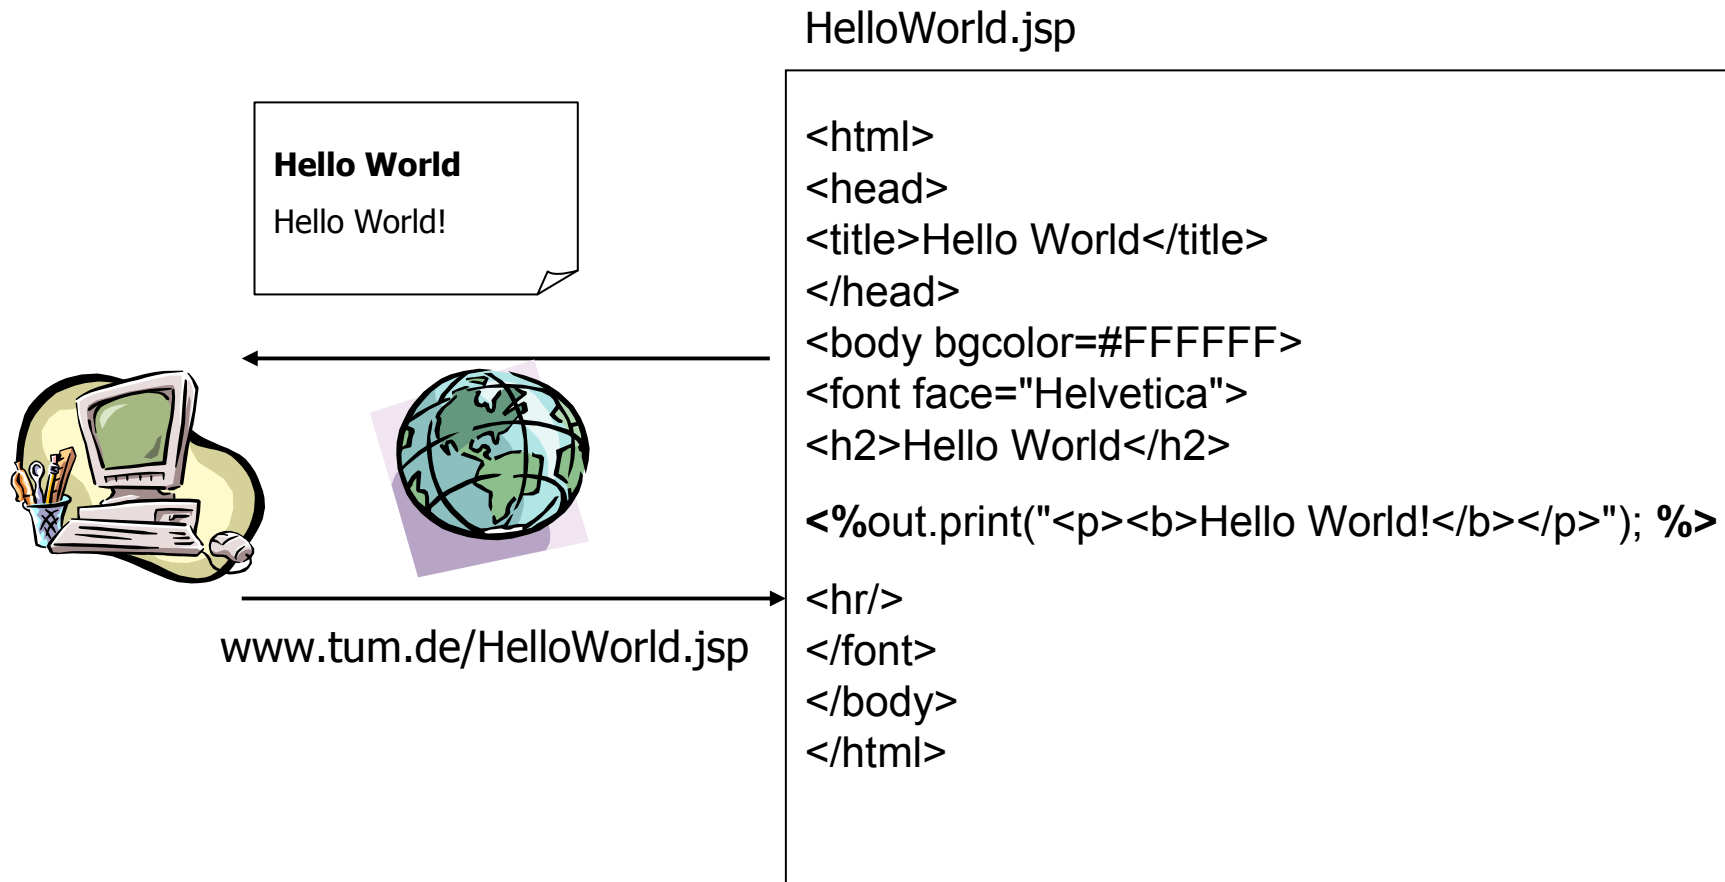 HelloWorld.jsp
Hello World
Hello World!
www.tum.de/HelloWorld.jsp
<html>
<head>
<title>Hello World</title>
</head>
<body bgcolor=#FFFFFF>
<font face="Helvetica">
<h2>Hello World</h2>
<%out.print("<p><b>Hello World!</b></p>"); %>
<hr/>
</font>
</body>
</html>